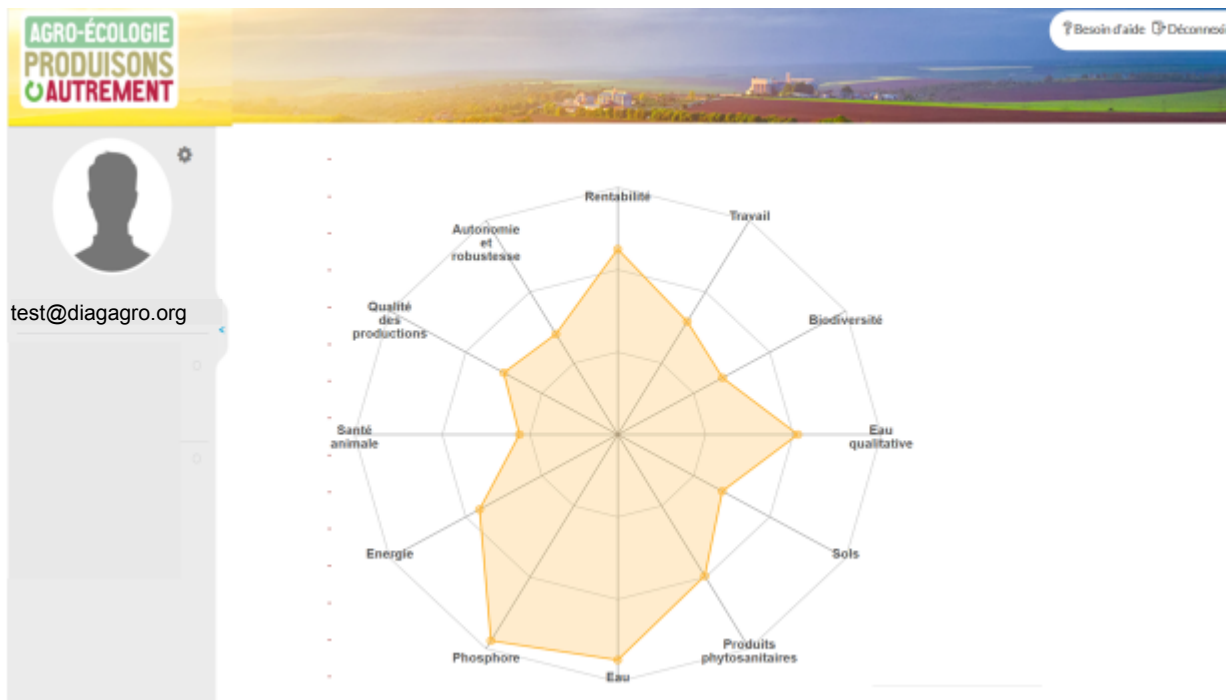 AGRO-ÉCOLOGIE
PRODUISONS
AUTREMENT
Besoin d'aide Déconnexi
test@diagagro.org
Rentabilité
Travail
Autonomie
et
robustesse
Qualité
des
productions
Biodiversité
Santé
animale
Eau
qualitative
Energie
Sols
Phosphore
Produits
phytosanitaires
Eau